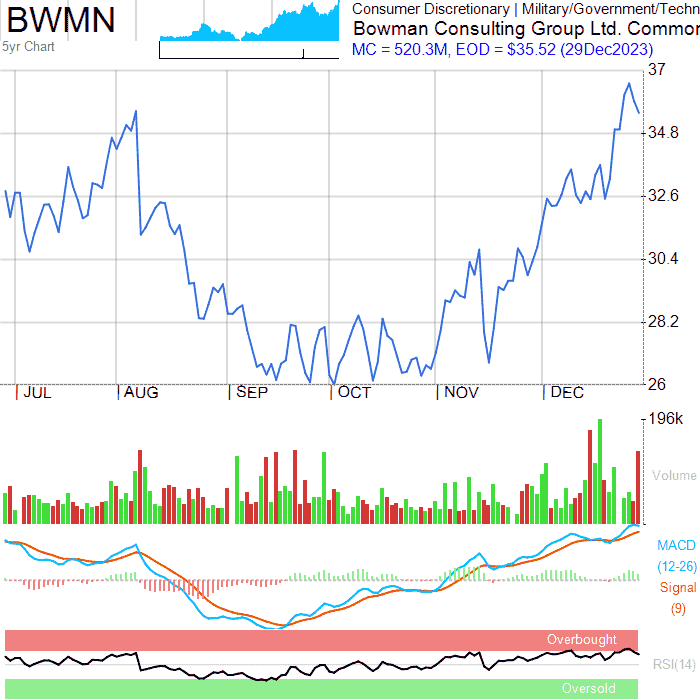 BWMN
Consumer Discretionary | Military/Government/Techn
Bowman Consulting Group Ltd. Common
5yr Chart
MC = 520.3M, EOD = $35.52 (29Dec2023)
37
34.8
32.6
30.4
28.2
26
JUL AUG SEP OCT NOV DEC
196k
Volume
MACD
(12-26)
Signal
(9)
Overbought
RSI(14)
Oversold